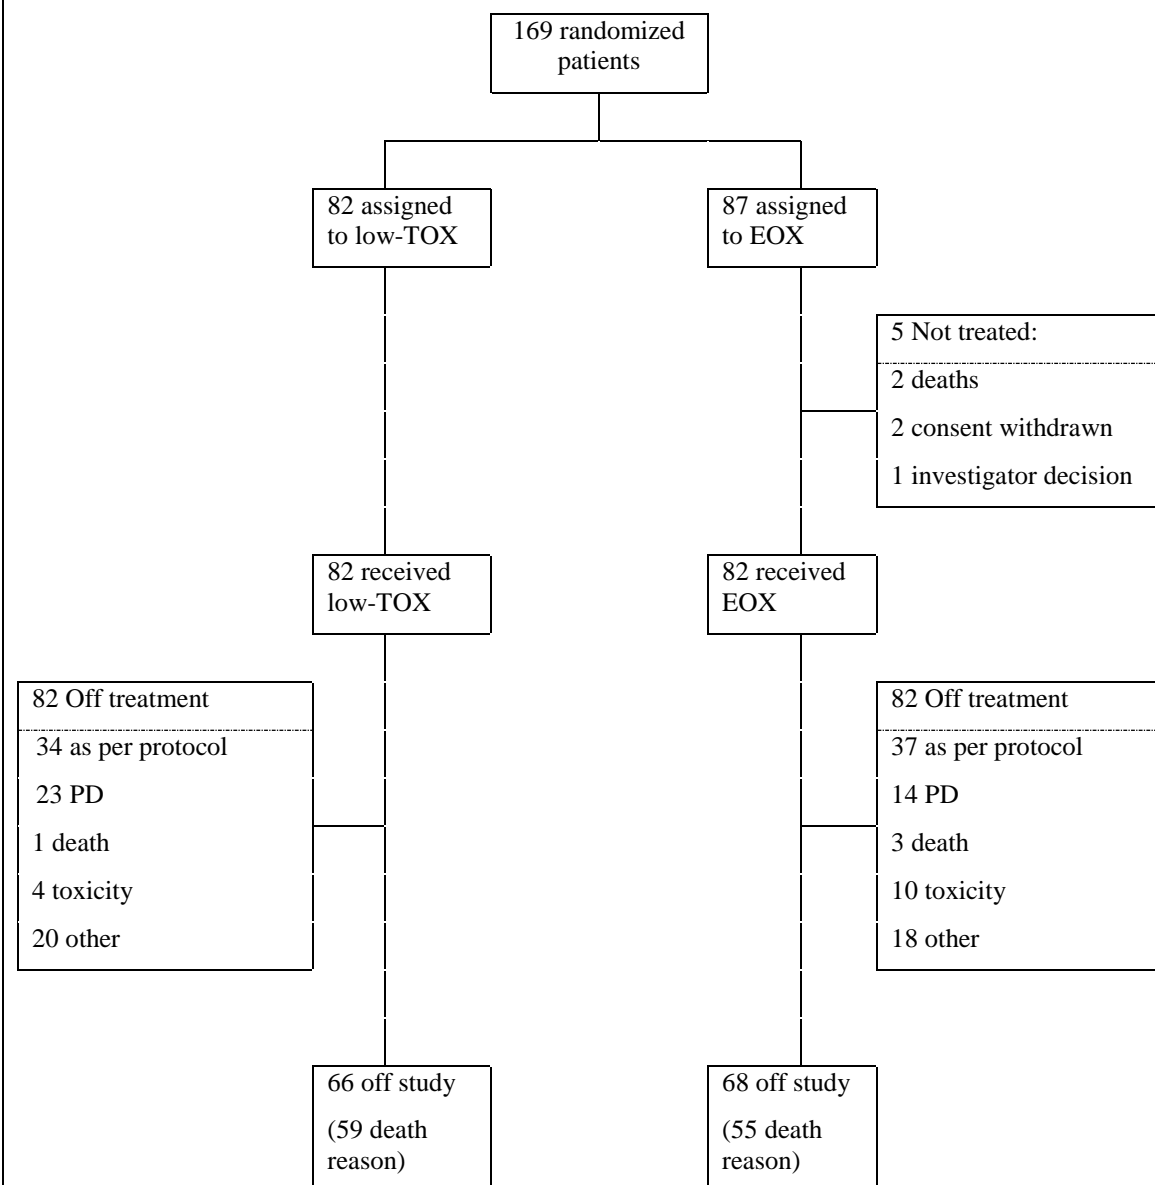 169 randomized
patients
82 assigned
to low-TOX
87 assigned
to EOX
5 Not treated:
2 deaths
2 consent withdrawn
1 investigator decision
82 received
low-TOX
82 received
EOX
82 Off treatment
34 as per protocol
23 PD
1 death
4 toxicity
20 other
82 Off treatment
37 as per protocol
14 PD
3 death
10 toxicity
18 other
66 off study
(59 death
reason)
68 off study
(55 death
reason)